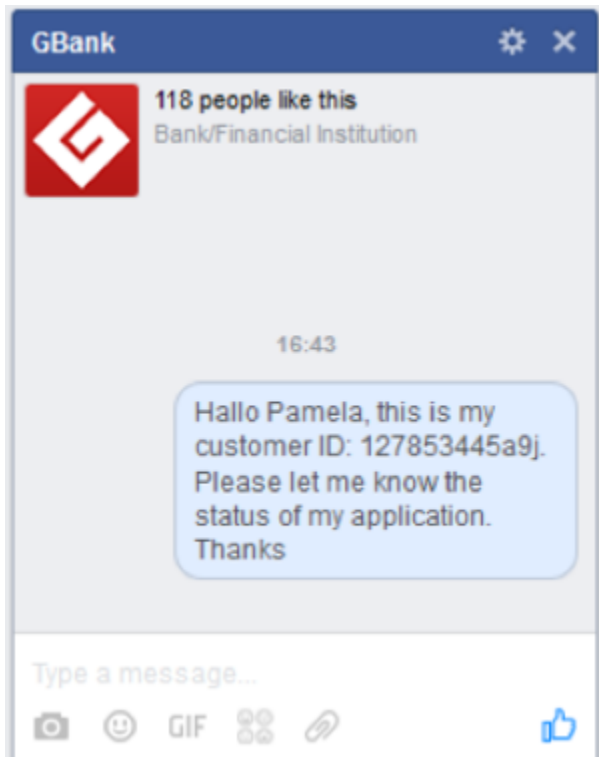 GBank
118 people like this
Bank/Financial Institution
16:43
Hallo Pamela, this is my
customer ID: 127853445a9j.
Please let me know the
status of my application.
Thanks
Type a message...
GIF